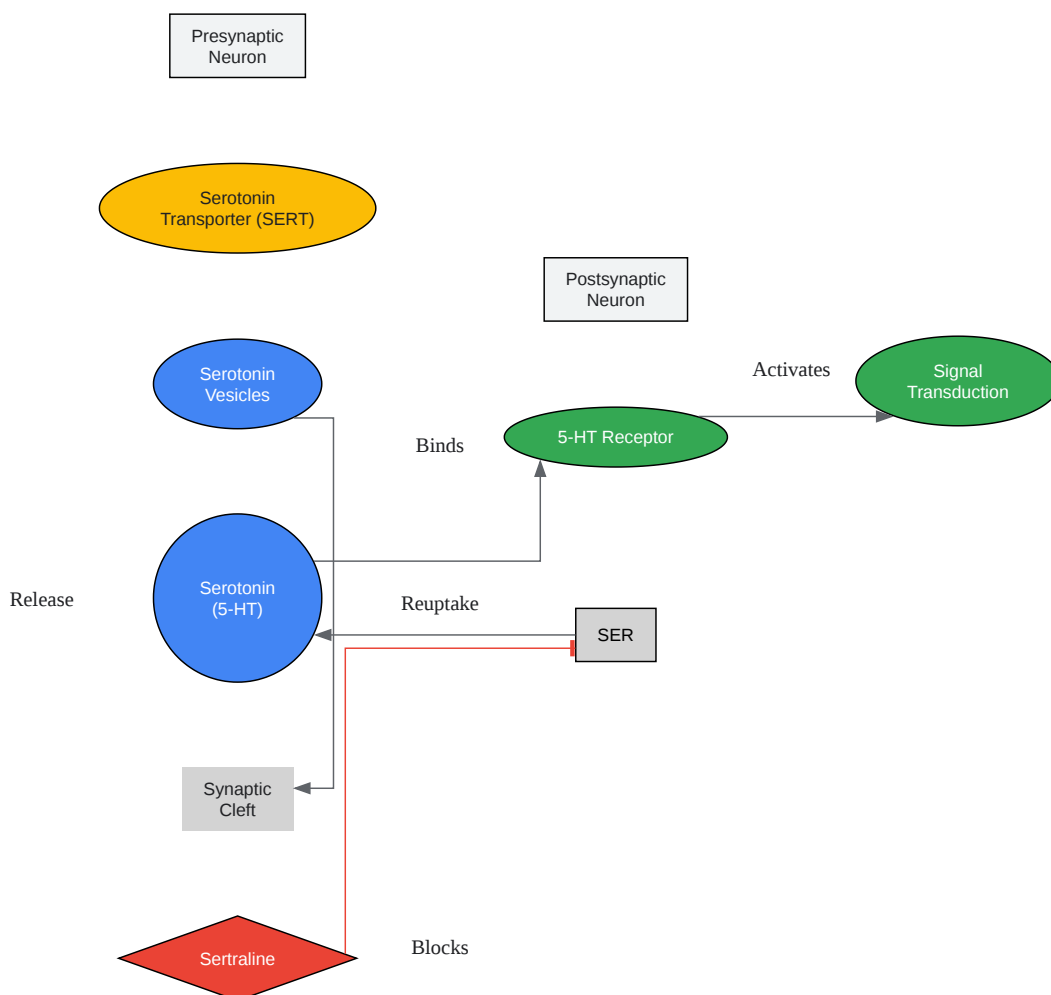 Presynaptic
Neuron
Serotonin
Transporter (SERT)
Postsynaptic
Neuron
Serotonin
Vesicles
Activates
Signal
Transduction
Binds
5-HT Receptor
Release
Serotonin
(5-HT)
Reuptake
SER
Synaptic
Cleft
Sertraline
Blocks